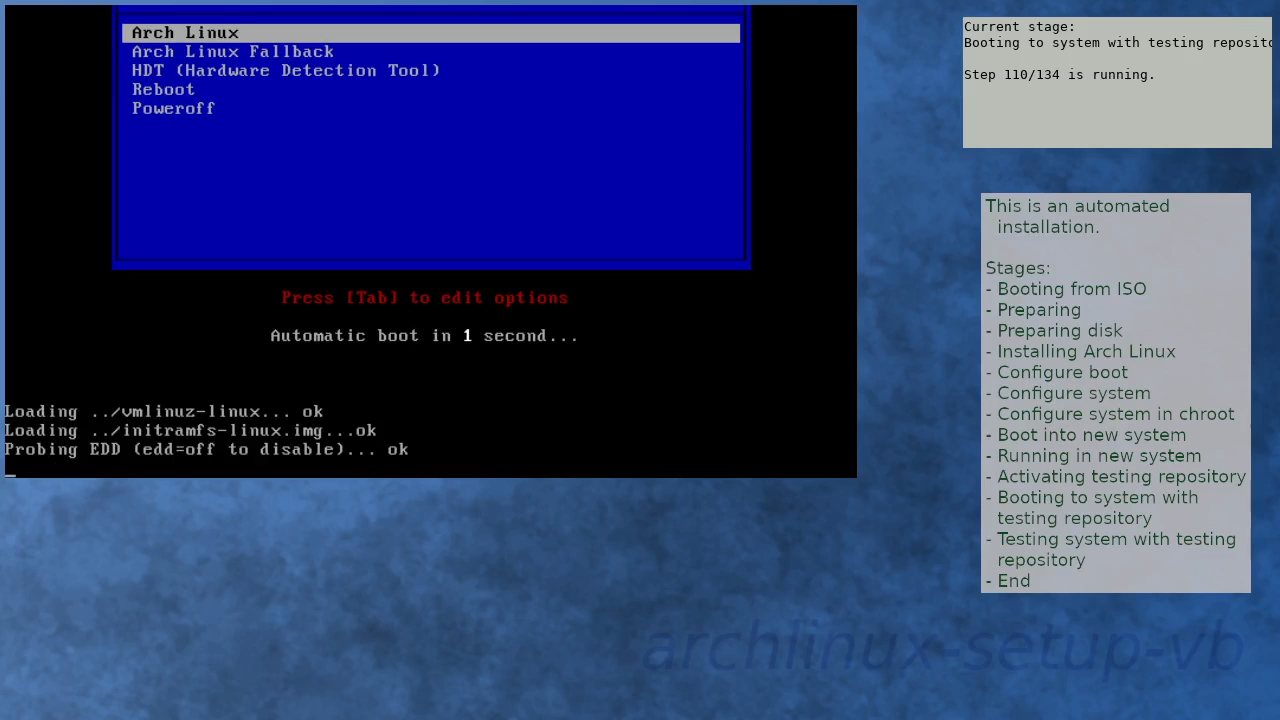 Arch Linux
Arch Linux Fallback
HDT (Hardware Detection Tool)
Reboot
Poweroff
Press [Tab] to edit options
Automatic boot in 1 second...
Loading ../vmlinuz-linux... ok
Loading ../initramfs-linux.img...ok
Probing EDD (edd=off to disable)... ok
_
Current stage:
Booting to system with testing reposito
Step 110/134 is running.
This is an automated
installation.
Stages:
- Booting from ISO
- Preparing
- Preparing disk
- Installing Arch Linux
- Configure boot
- Configure system
- Configure system in chroot
- Boot into new system
- Running in new system
- Activating testing repository
- Booting to system with
testing repository
- Testing system with testing
repository
- End
archlinux-setup-vb